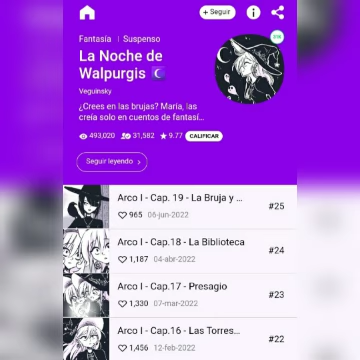 + Seguir
Fantasía | Suspenso
La Noche de
Walpurgis
Veguinsky
¿Crees en las brujas? María, las
creía solo en cuentos de fantasí...
493,020 31,582 9.77 CALIFICAR
Seguir leyendo >
Arco I - Cap. 19 - La Bruja y ...
965 06-jun-2022
#25
Arco I - Cap.18 - La Biblioteca
1,187 04-abr-2022
#24
Arco I - Cap.17 - Presagio
1,330 07-mar-2022
#23
Arco I - Cap.16 - Las Torres...
1,456 12-feb-2022
#22